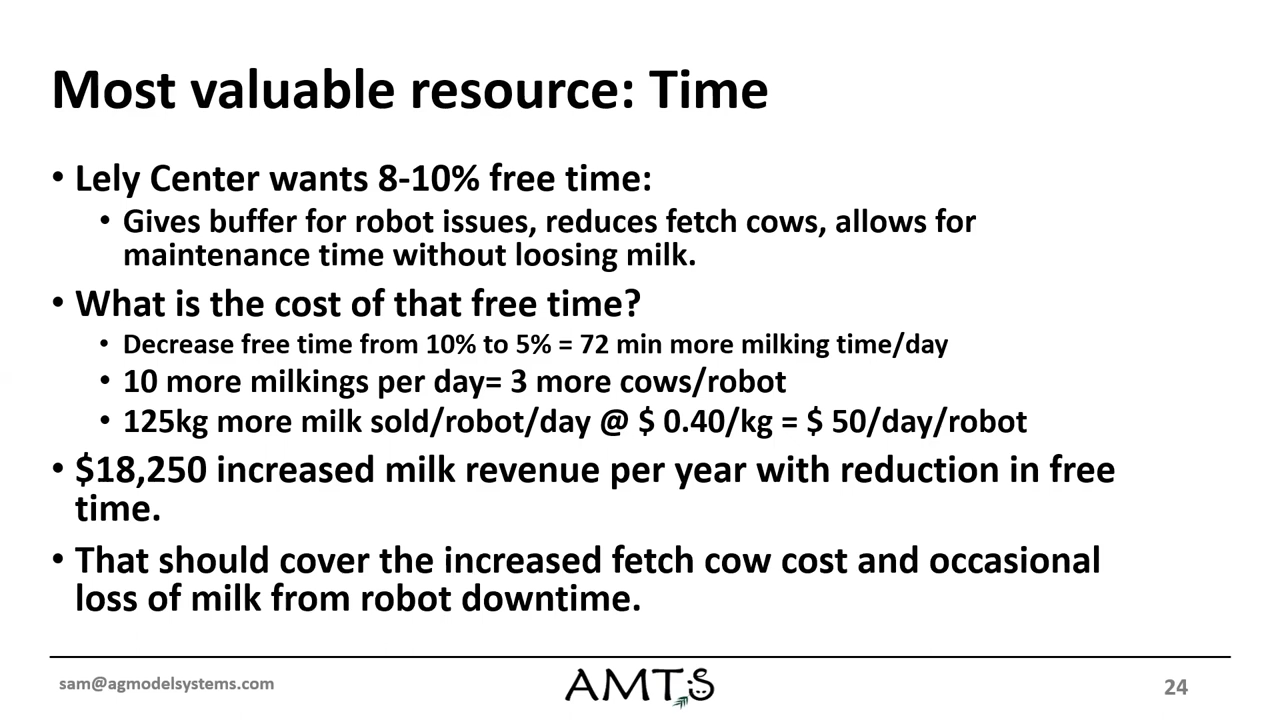 Most valuable resource: Time
• Lely Center wants 8-10% free time:
• Gives buffer for robot issues, reduces fetch cows, allows for
maintenance time without loosing milk.
• What is the cost of that free time?
• Decrease free time from 10% to 5% = 72 min more milking time/day
• 10 more milkings per day= 3 more cows/robot
• 125kg more milk sold/robot/day @ $ 0.40/kg = $ 50/day/robot
• $18,250 increased milk revenue per year with reduction in free
time.
• That should cover the increased fetch cow cost and occasional
loss of milk from robot downtime.
sam@agmodelsystems.com
AMTS
24